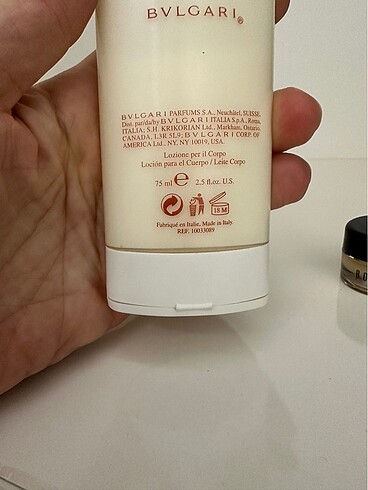 BVLGARI®
BVLGARI PARFUMS S.A., Neuchâtel, SUISSE.
Dist. par/da/by BVLGARI ITALIA S.p.A., Roma,
ITALIA; S.H. KRIKORIAN Ltd., Markham, Ontario,
CANADA, L3R 5L9; BVLGARI CORP. OF
AMERICA Ltd., NY, NY 10019, USA.
Lozione per il Corpo
Loción para el Cuerpo / Leite Corpo
75 ml e 2.5 fl.oz. U.S.
18 M
Fabriqué en Italie. Made in Italy.
REF. 10033089